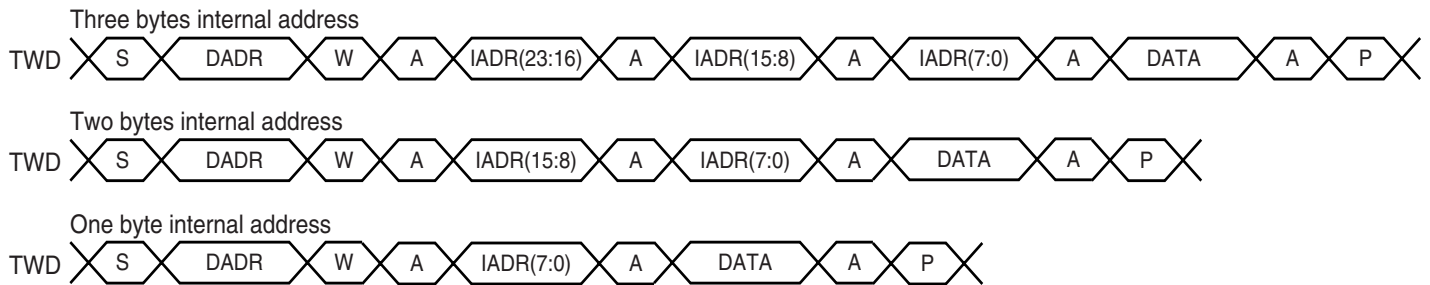 Three bytes internal address
TWD S DADR W A IADR(23:16) A IADR(15:8) A IADR(7:0) A DATA A P
Two bytes internal address
TWD S DADR W A IADR(15:8) A IADR(7:0) A DATA A P
One byte internal address
TWD S DADR W A IADR(7:0) A DATA A P